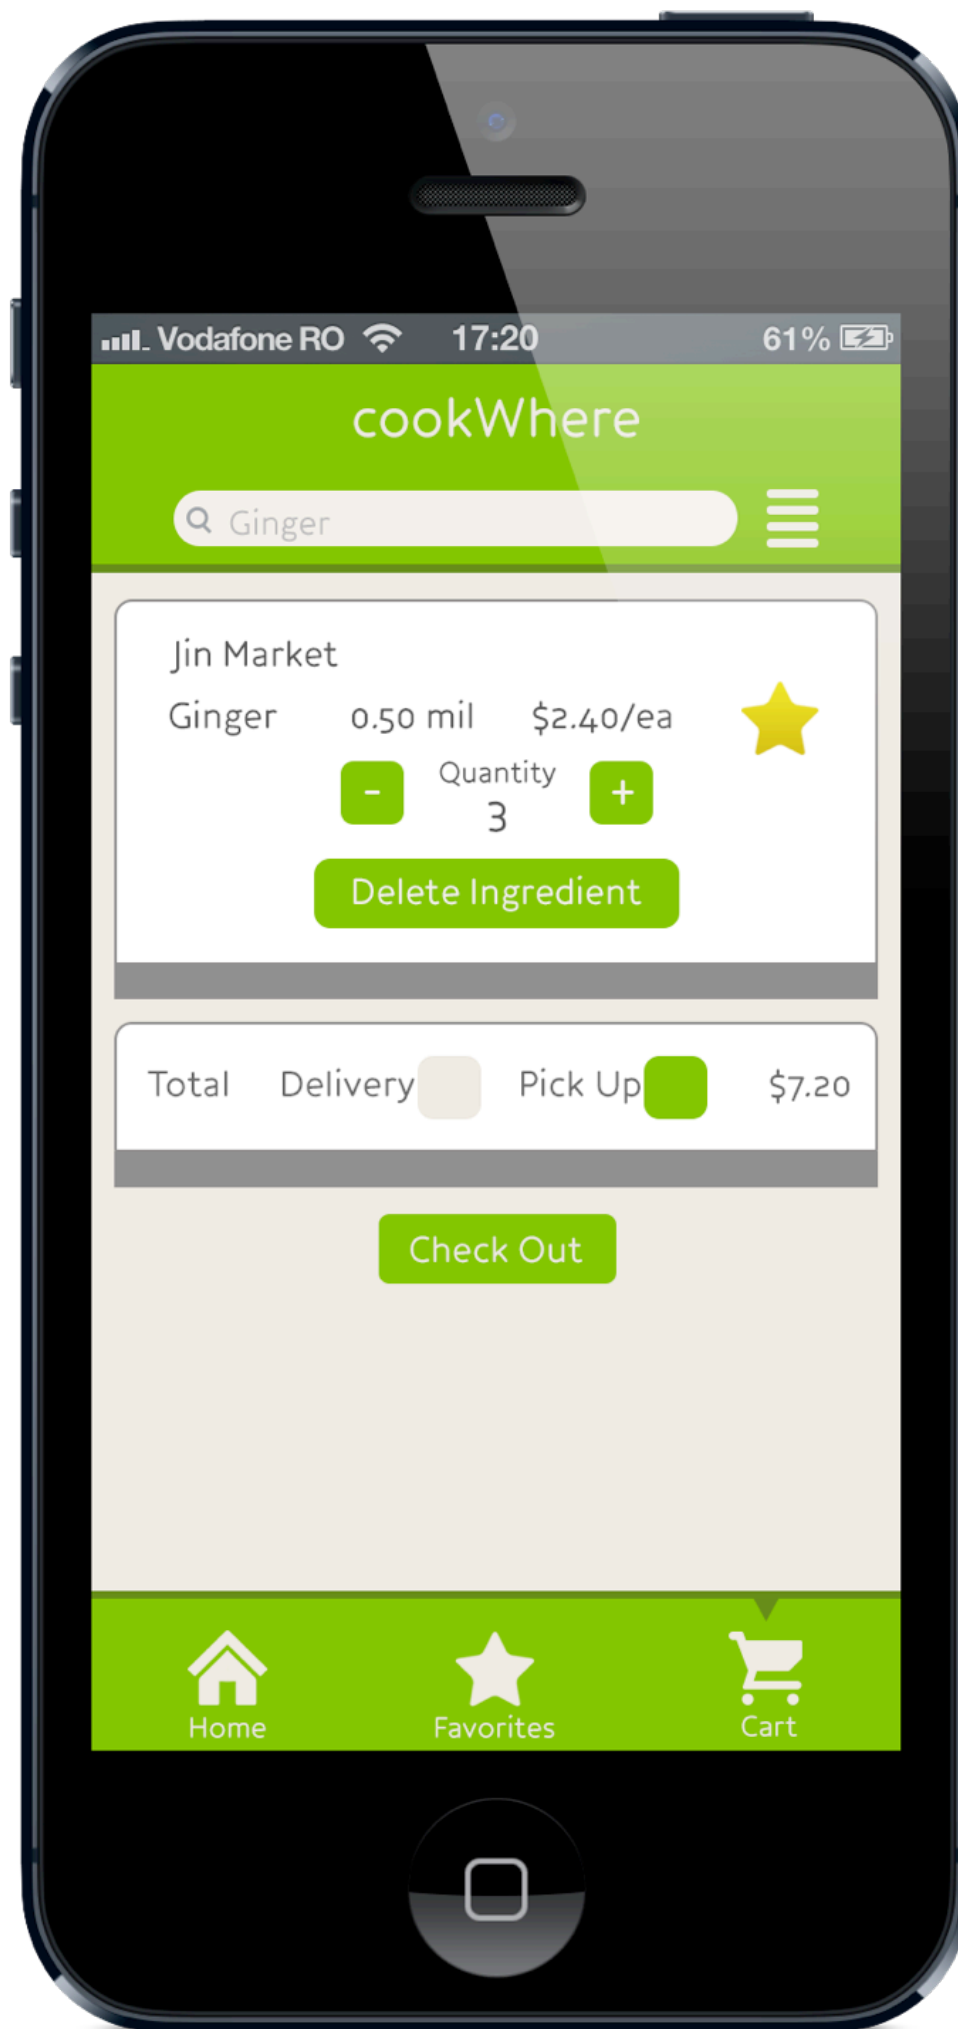 Vodafone RO 17:20 61%
cookWhere
Ginger
Jin Market
Ginger 0.50 mil $2.40/ea
Quantity
- 3 +
Delete Ingredient
Total Delivery Pick Up $7.20
Check Out
Home Favorites Cart